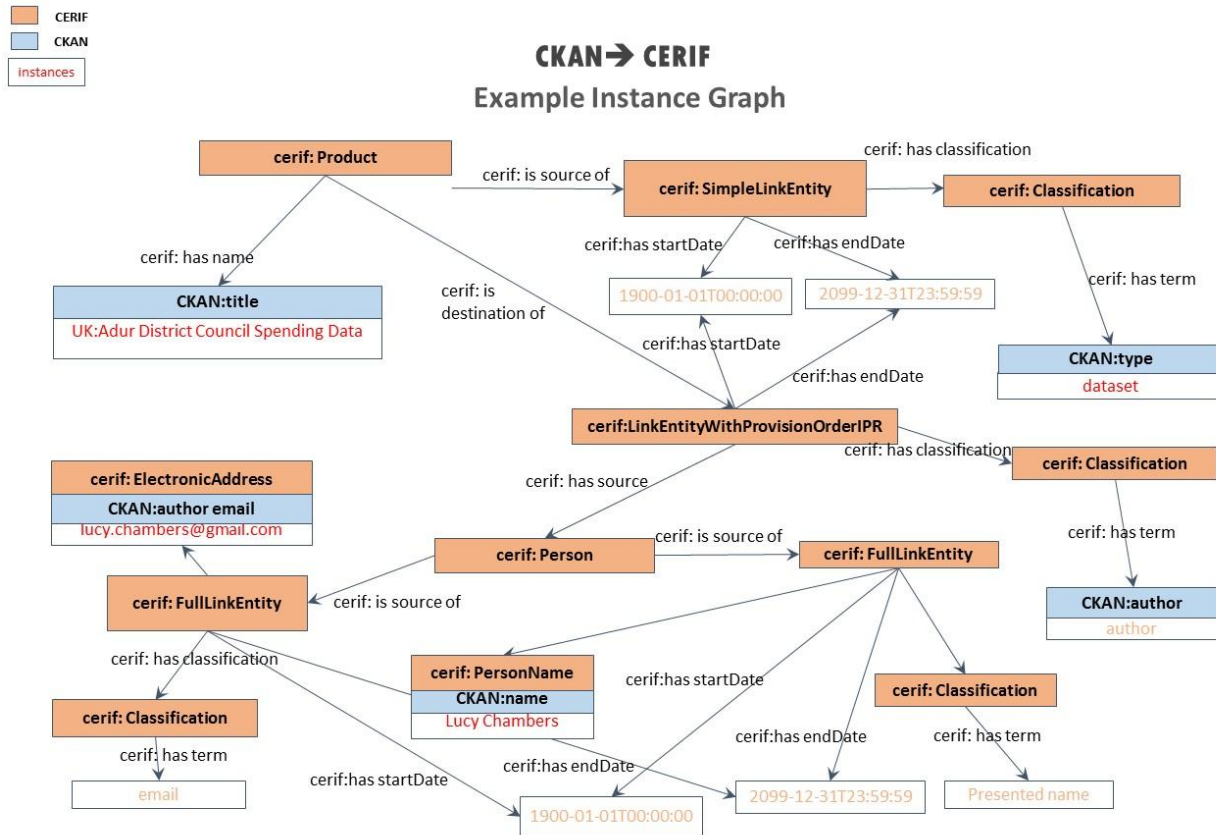 CERIF
CKAN
instances
CKAN➔ CERIF
Example Instance Graph
cerif: Product
cerif: is source of
cerif: SimpleLinkEntity
cerif: has classification
cerif: Classification
cerif: has name
cerif:has startDate
cerif:has endDate
cerif: has term
CKAN:title
UK:Adur District Council Spending Data
cerif: is
destination of
1900-01-01T00:00:00
2099-12-31T23:59:59
cerif:has startDate
cerif:has endDate
CKAN:type
dataset
cerif:LinkEntityWithProvisionOrderIPR
cerif: has classification
cerif: Classification
cerif: ElectronicAddress
CKAN:author email
lucy.chambers@gmail.com
cerif: has source
cerif: has term
cerif: Person
cerif: is source of
cerif: FullLinkEntity
cerif: FullLinkEntity
cerif: is source of
CKAN:author
author
cerif: has classification
cerif: PersonName
CKAN:name
Lucy Chambers
cerif:has startDate
cerif: Classification
cerif: Classification
cerif: has term
cerif:has endDate
cerif: has term
cerif:has startDate
cerif:has endDate
email
1900-01-01T00:00:00
2099-12-31T23:59:59
Presented name